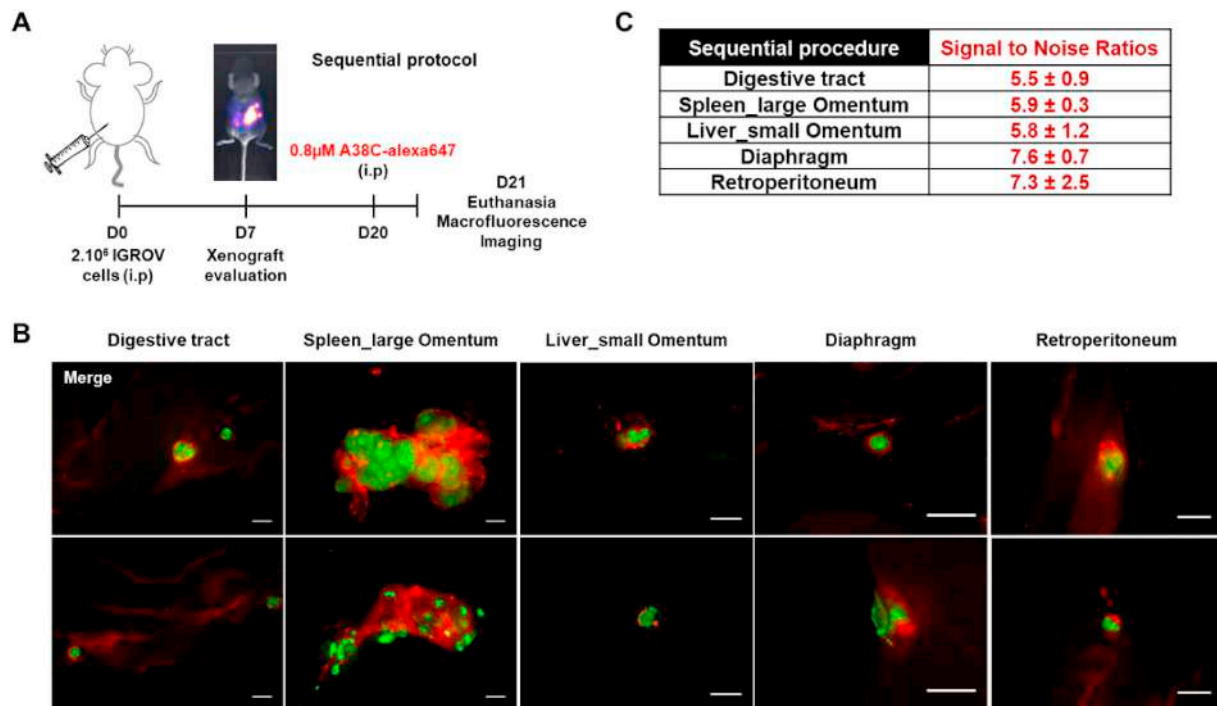 A
Sequential protocol
0.8µM A38C-alexa647
(i.p)
D0
2.10⁶ IGROV
cells (i.p)
D7
Xenograft
evaluation
D20
D21
Euthanasia
Macrofluorescence
Imaging
C
Sequential procedure Signal to Noise Ratios
Digestive tract 5.5 ± 0.9
Spleen_large Omentum 5.9 ± 0.3
Liver_small Omentum 5.8 ± 1.2
Diaphragm 7.6 ± 0.7
Retroperitoneum 7.3 ± 2.5
B
Digestive tract Spleen_large Omentum Liver_small Omentum Diaphragm Retroperitoneum
Merge